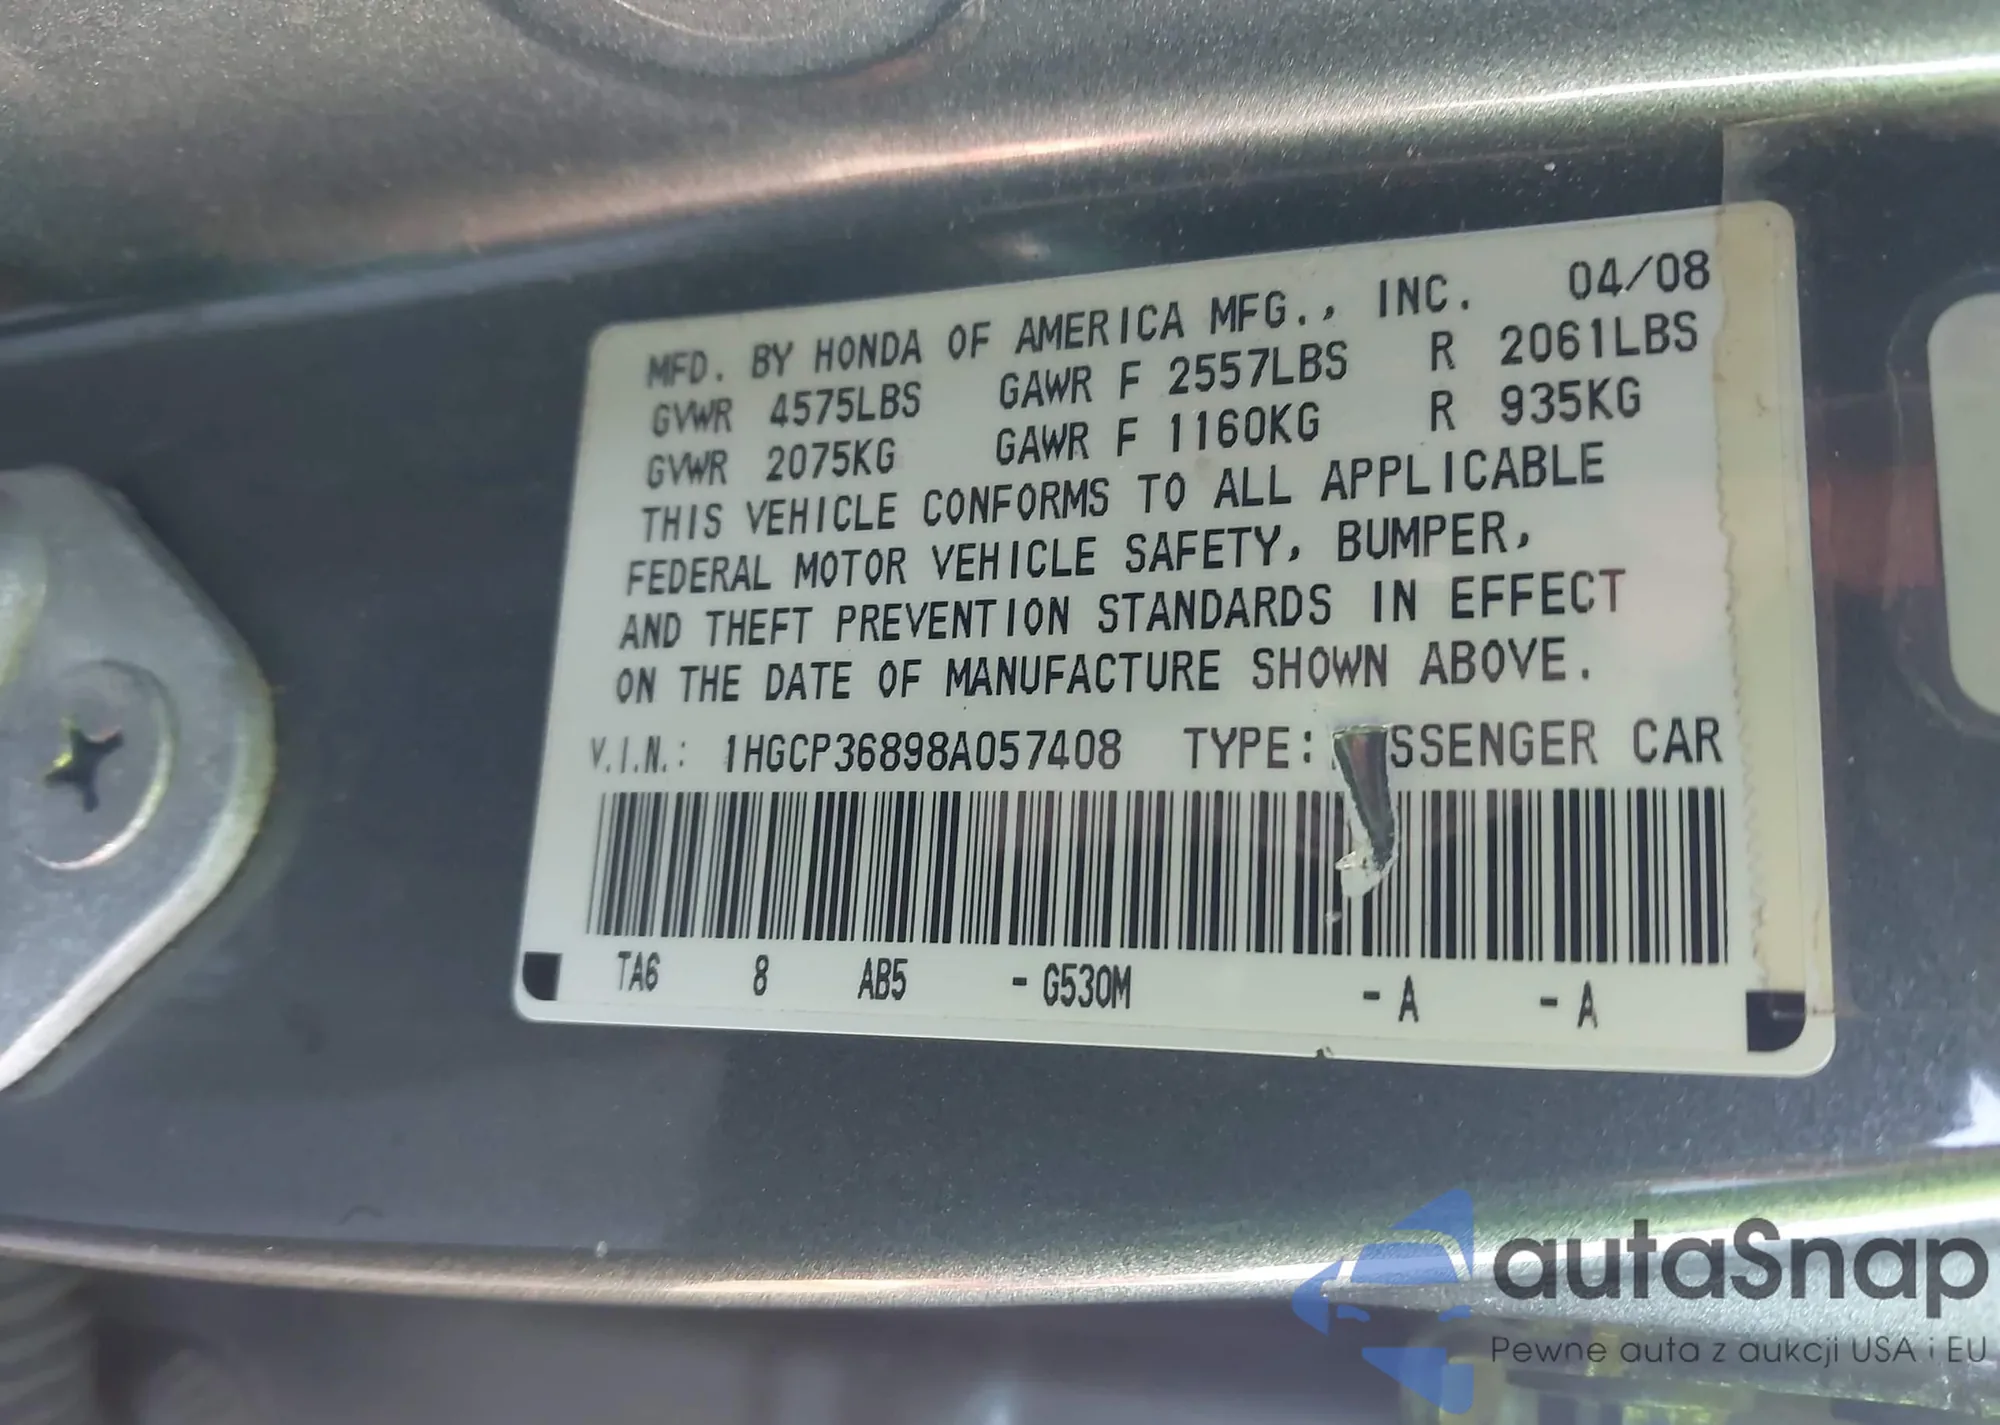 MFD. BY HONDA OF AMERICA MFG., INC. 04/08
GVWR 4575LBS GAWR F 2557LBS R 2061LBS
GVWR 2075KG GAWR F 1160KG R 935KG
THIS VEHICLE CONFORMS TO ALL APPLICABLE
FEDERAL MOTOR VEHICLE SAFETY, BUMPER,
AND THEFT PREVENTION STANDARDS IN EFFECT
ON THE DATE OF MANUFACTURE SHOWN ABOVE.
V.I.N.: 1HGCP36898A057408 TYPE: SSENGER CAR
TA6 8 AB5 - G530M - A - A
autaSnap
Pewne auta z aukcji USA i EU